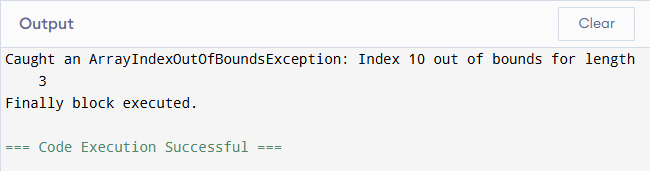 Output
Clear
Caught an ArrayIndexOutOfBoundsException: Index 10 out of bounds for length
3
Finally block executed.
=== Code Execution Successful ===